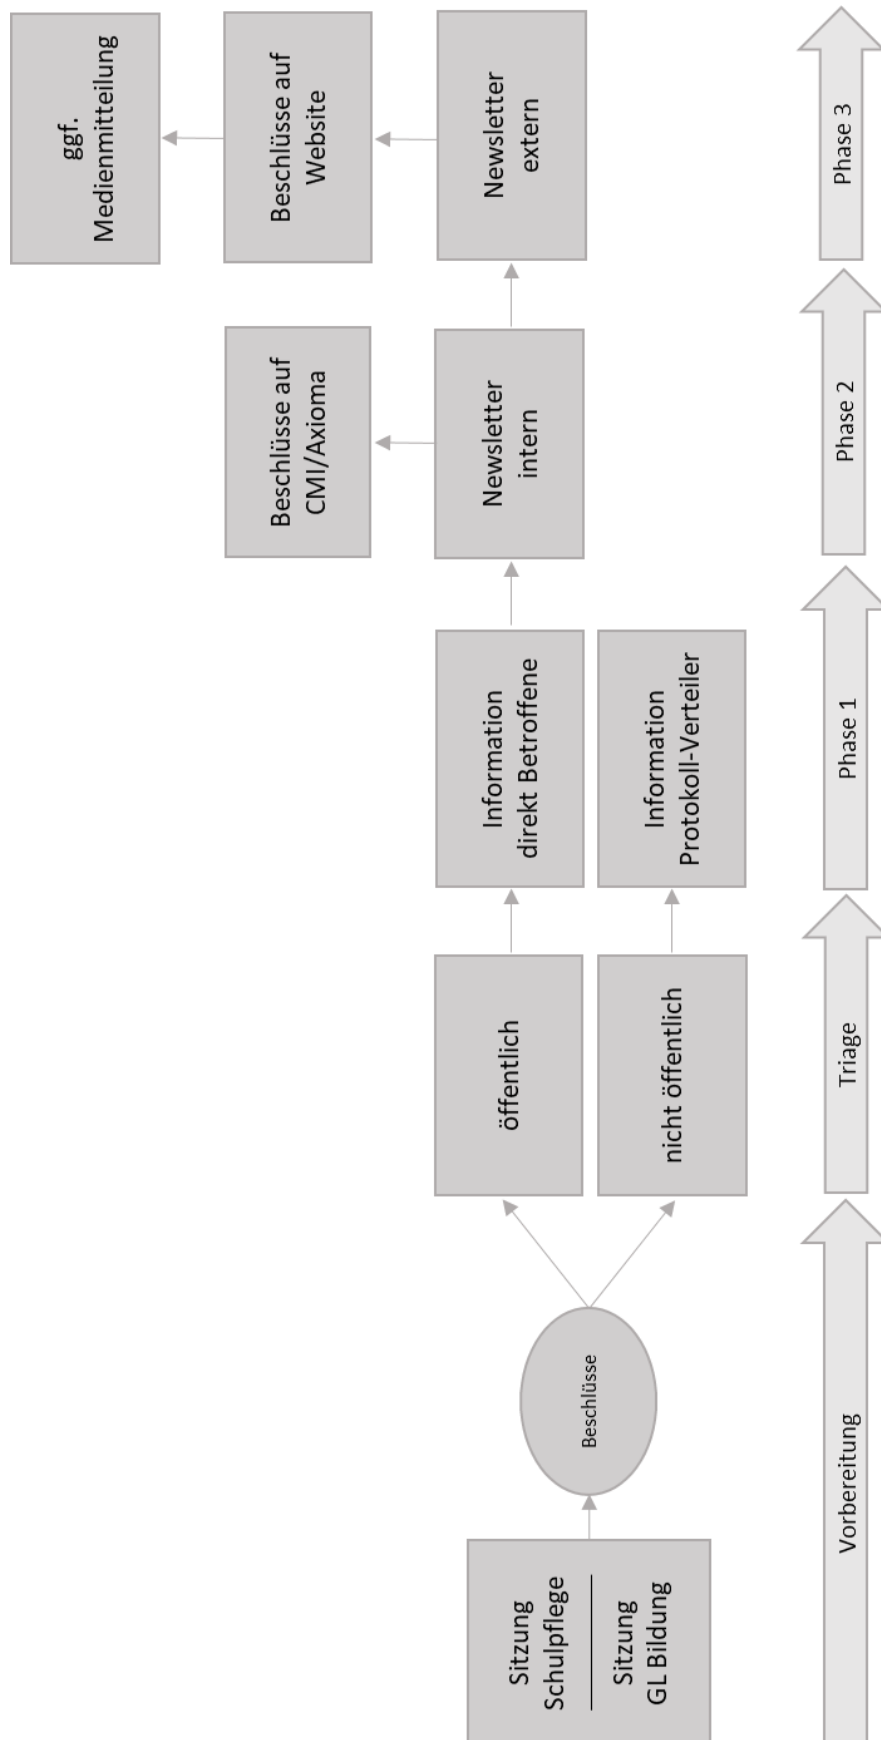 Sitzung
Schulpflege
Sitzung
GL Bildung
Beschlüsse
öffentlich
nicht öffentlich
Information
direkt Betroffene
Information
Protokoll-Verteiler
Beschlüsse auf
CMI/Axioma
Newsletter
intern
ggf.
Medienmitteilung
Beschlüsse auf
Website
Newsletter
extern
Vorbereitung
Triage
Phase 1
Phase 2
Phase 3